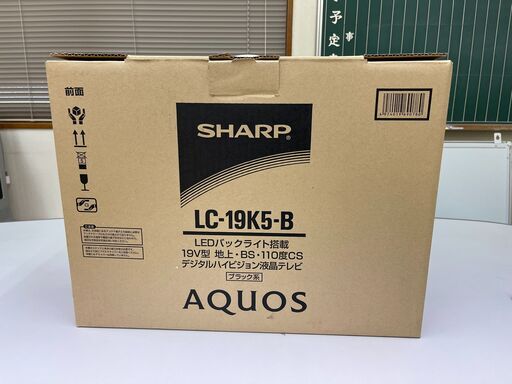 事
予定
前面
SHARP®
LC-19K5-B
LEDバックライト搭載
19V型 地上・BS・110度CS
デジタルハイビジョン液晶テレビ
ブラック系
AQUOS